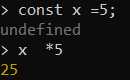 > const x =5;
undefined
> x  *5
25